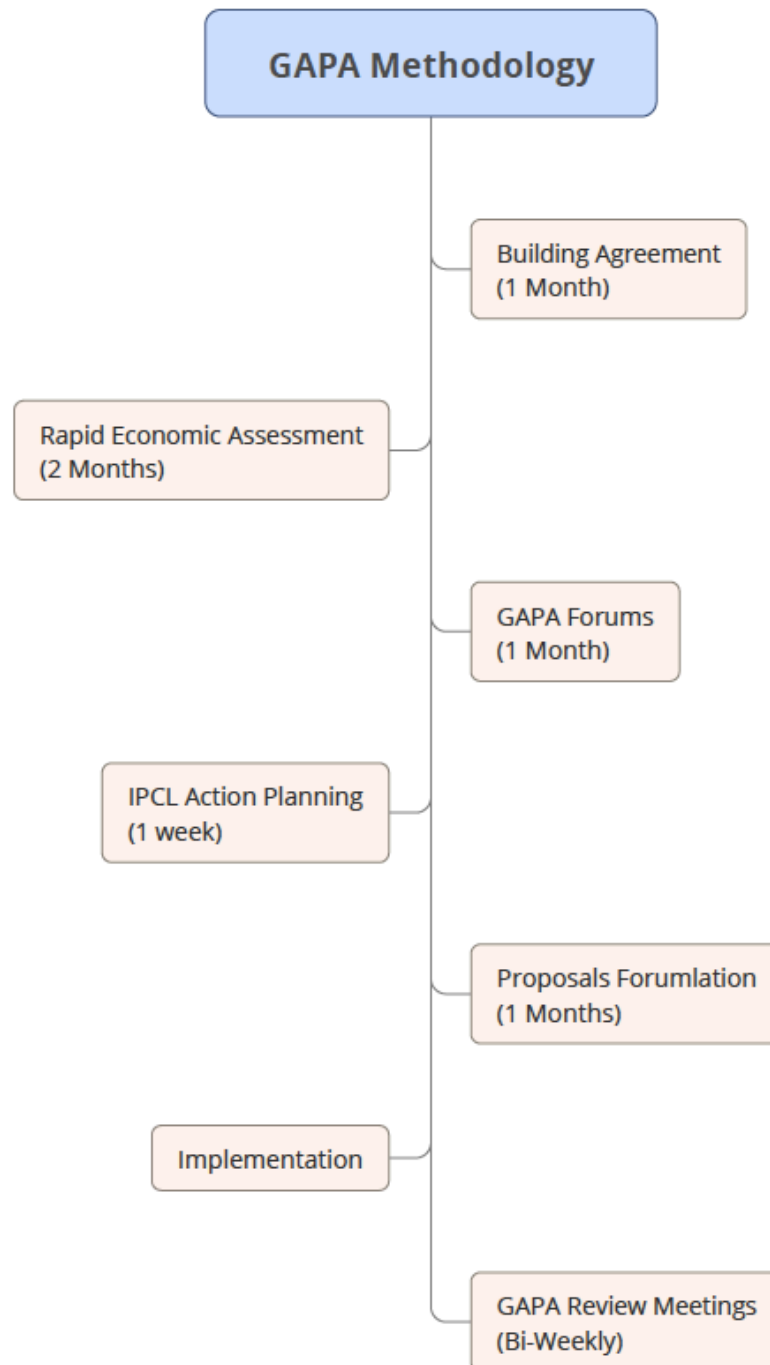 GAPA Methodology
Building Agreement
(1 Month)
Rapid Economic Assessment
(2 Months)
GAPA Forums
(1 Month)
IPCL Action Planning
(1 week)
Proposals Forumlation
(1 Months)
Implementation
GAPA Review Meetings
(Bi-Weekly)